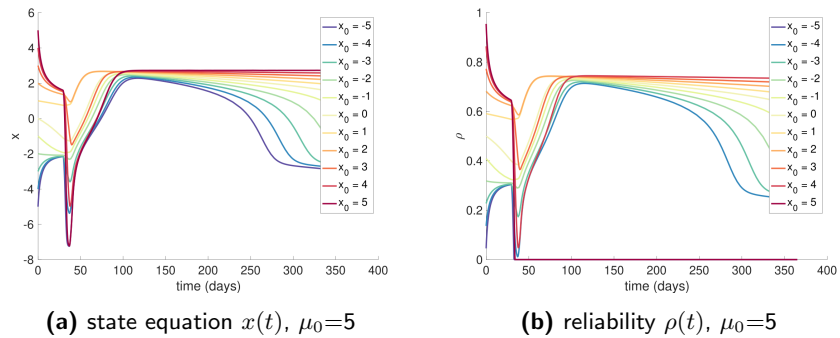 6
4
2
0
-2
-4
-6
-8
x
0 50 100 150 200 250 300 350 400
time (days)
x0 = -5
x0 = -4
x0 = -3
x0 = -2
x0 = -1
x0 = 0
x0 = 1
x0 = 2
x0 = 3
x0 = 4
x0 = 5
(a) state equation x(t), μ0=5
1
0.8
0.6
0.4
0.2
0
ρ
0 50 100 150 200 250 300 350 400
time (days)
x0 = -5
x0 = -4
x0 = -3
x0 = -2
x0 = -1
x0 = 0
x0 = 1
x0 = 2
x0 = 3
x0 = 4
x0 = 5
(b) reliability ρ(t), μ0=5